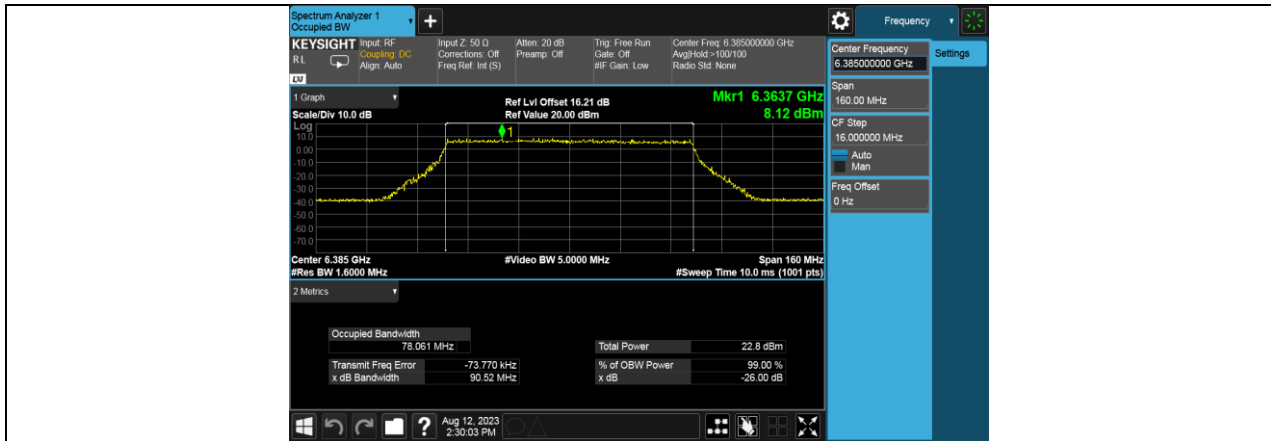 Spectrum Analyzer 1
Occupied BW
+
Frequency
KEYSIGHT
RL
LXI
Input: RF
Coupling: DC
Align: Auto
Input Z: 50 Ω
Corrections: Off
Freq Ref: Int (S)
Atten: 20 dB
Preamp: Off
Trig: Free Run
Gate: Off
#IF Gain: Low
Center Freq: 6.385000000 GHz
Avg|Hold:>100/100
Radio Std: None
Center Frequency
6.385000000 GHz
Settings
Span
160.00 MHz
CF Step
16.000000 MHz
Auto
Man
Freq Offset
0 Hz
1 Graph
Scale/Div 10.0 dB
Ref Lvl Offset 16.21 dB
Ref Value 20.00 dBm
Mkr1 6.3637 GHz
8.12 dBm
Log
10.0
0.00
-10.0
-20.0
-30.0
-40.0
-50.0
-60.0
-70.0
1
Center 6.385 GHz
#Res BW 1.6000 MHz
#Video BW 5.0000 MHz
Span 160 MHz
#Sweep Time 10.0 ms (1001 pts)
2 Metrics
Occupied Bandwidth
78.061 MHz
Transmit Freq Error -73.770 kHz
x dB Bandwidth 90.52 MHz
Total Power 22.8 dBm
% of OBW Power 99.00 %
x dB -26.00 dB
?
Aug 12, 2023
2:30:03 PM